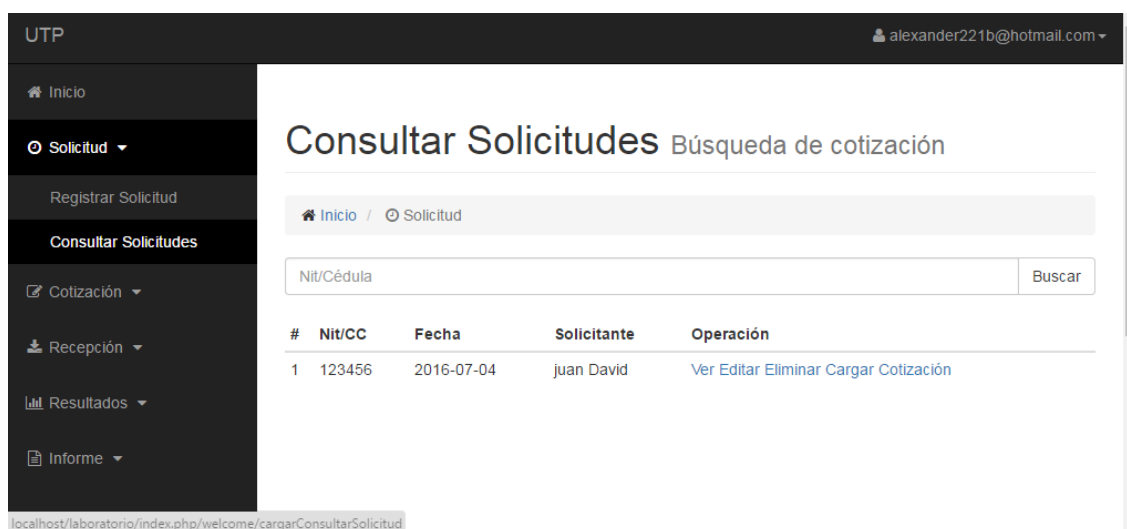 UTP
alexander221b@hotmail.com
Inicio
Solicitud
Registrar Solicitud
Consultar Solicitudes
Cotización
Recepción
Resultados
Informe
Consultar Solicitudes Búsqueda de cotización
Inicio / Solicitud
Nit/Cédula Buscar
# Nit/CC Fecha Solicitante Operación
1 123456 2016-07-04 juan David Ver Editar Eliminar Cargar Cotización
localhost/laboratorio/index.php/welcome/cargarConsultarSolicitud